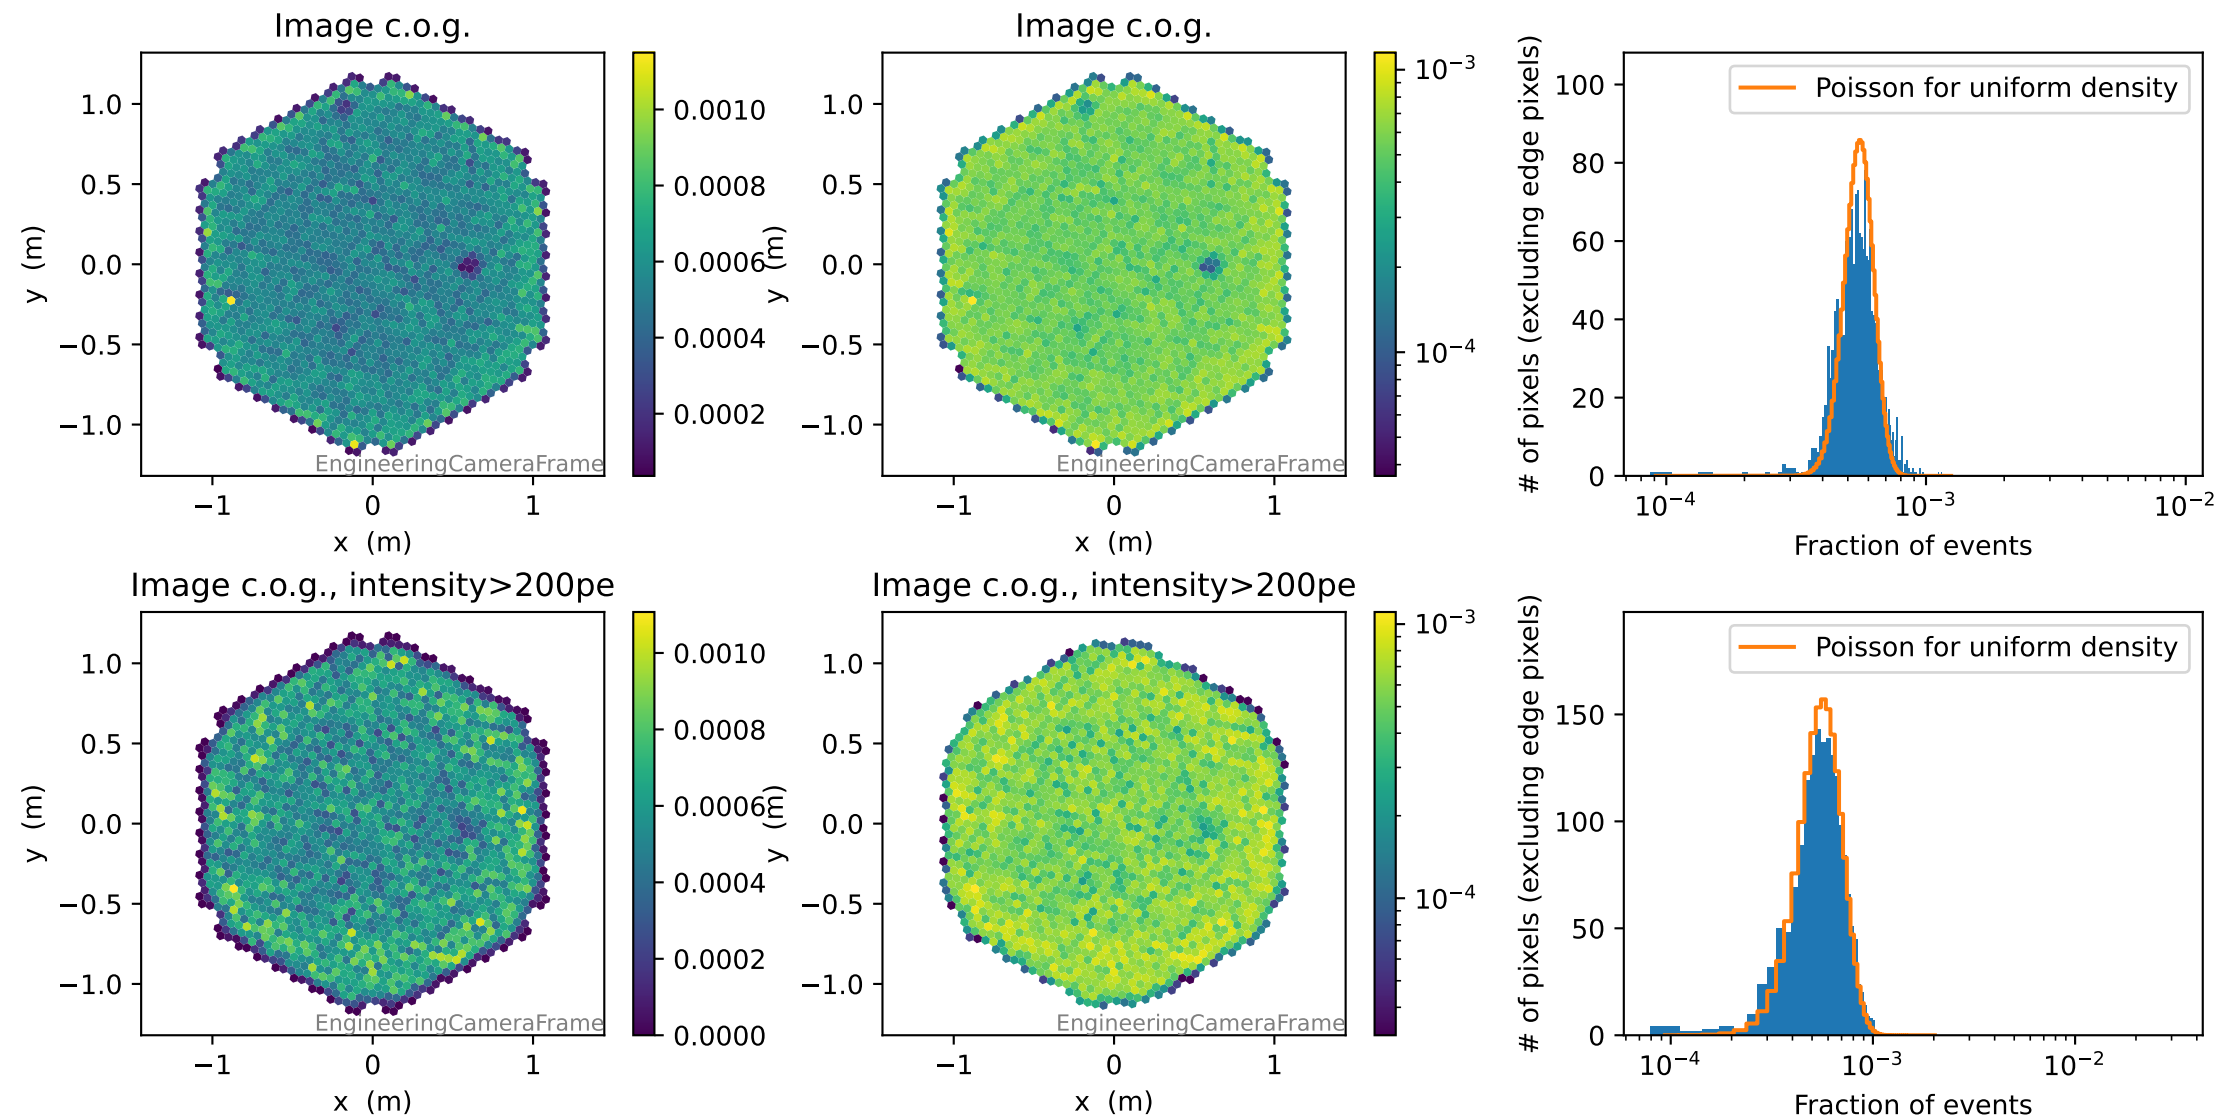 Image c.o.g.
1.0
0.5
0.0
−0.5
−1.0
y (m)
−1 0 1
x (m)
EngineeringCameraFrame
0.0010
0.0008
0.0006
0.0004
0.0002
Image c.o.g.
1.0
0.5
0.0
−0.5
−1.0
y (m)
−1 0 1
x (m)
EngineeringCameraFrame
10⁻³
10⁻⁴
# of pixels (excluding edge pixels)
100
80
60
40
20
0
Poisson for uniform density
10⁻⁴ 10⁻³ 10⁻²
Fraction of events
Image c.o.g., intensity>200pe
1.0
0.5
0.0
−0.5
−1.0
y (m)
−1 0 1
x (m)
EngineeringCameraFrame
0.0010
0.0008
0.0006
0.0004
0.0002
0.0000
Image c.o.g., intensity>200pe
1.0
0.5
0.0
−0.5
−1.0
y (m)
−1 0 1
x (m)
EngineeringCameraFrame
10⁻³
10⁻⁴
# of pixels (excluding edge pixels)
150
100
50
0
Poisson for uniform density
10⁻⁴ 10⁻³ 10⁻²
Fraction of events